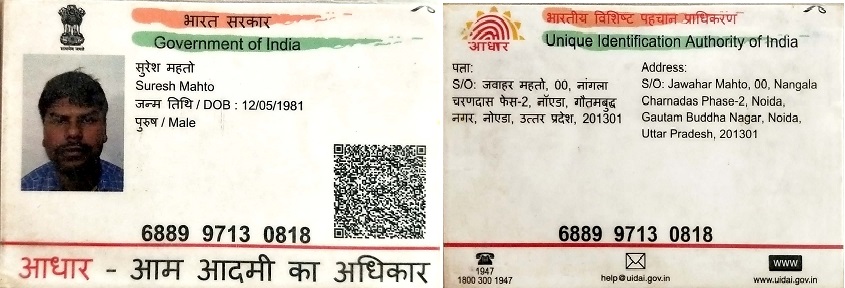 भारत सरकार
Government of India
सुरेश महतो
Suresh Mahto
जन्म तिथि / DOB : 12/05/1981
पुरुष / Male
6889 9713 0818
आधार - आम आदमी का अधिकार
भारतीय विशिष्ट पहचान प्राधिकरण
आधार
Unique Identification Authority of India
पता:
S/O: जवाहर महतो, 00, नांगला
चरणदास फेस-2, नॉएडा, गौतमबुद्ध
नगर, नोएडा, उत्तर प्रदेश, 201301
Address:
S/O: Jawahar Mahto, 00, Nangala
Charnadas Phase-2, Noida,
Gautam Buddha Nagar, Noida,
Uttar Pradesh, 201301
6889 9713 0818
1947
1800 300 1947
help@uidai.gov.in
www
www.uidai.gov.in